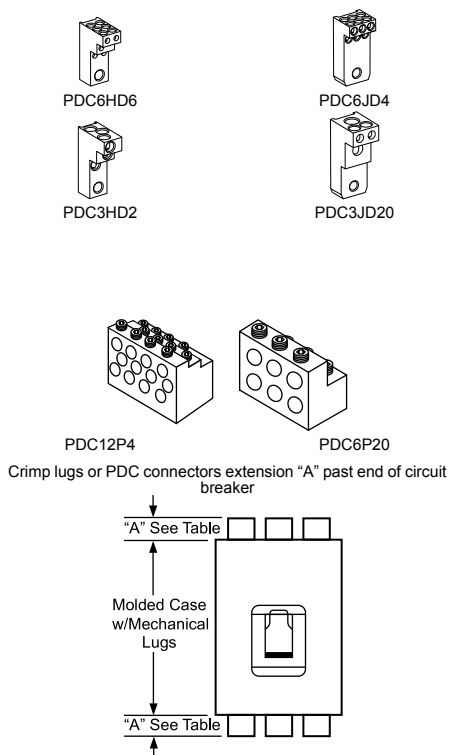 PDC6HD6
PDC6JD4
PDC3HD2
PDC3JD20
PDC12P4
PDC6P20
Crimp lugs or PDC connectors extension “A” past end of circuit
breaker
“A” See Table
Molded Case
w/Mechanical
Lugs
“A” See Table